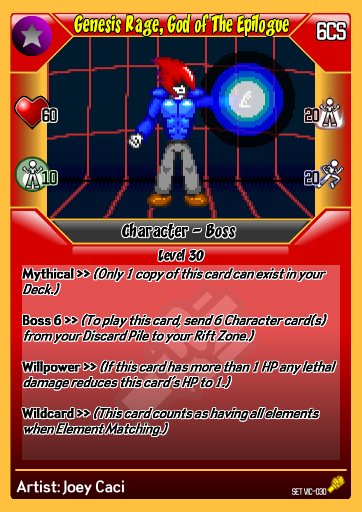 Genesis Rage, God of The Epilogue
6CS
60
20
10
20
Character - Boss
Level 30
Mythical >> (Only 1 copy of this card can exist in your
Deck.)
Boss 6 >> (To play this card, send 6 Character card(s)
from your Discard Pile to your Rift Zone.)
Willpower >> (If this card has more than 1 HP any lethal
damage reduces this card's HP to 1.)
Wildcard >> (This card counts as having all elements
when Element Matching.)
Artist: Joey Caci
SET VIC-030